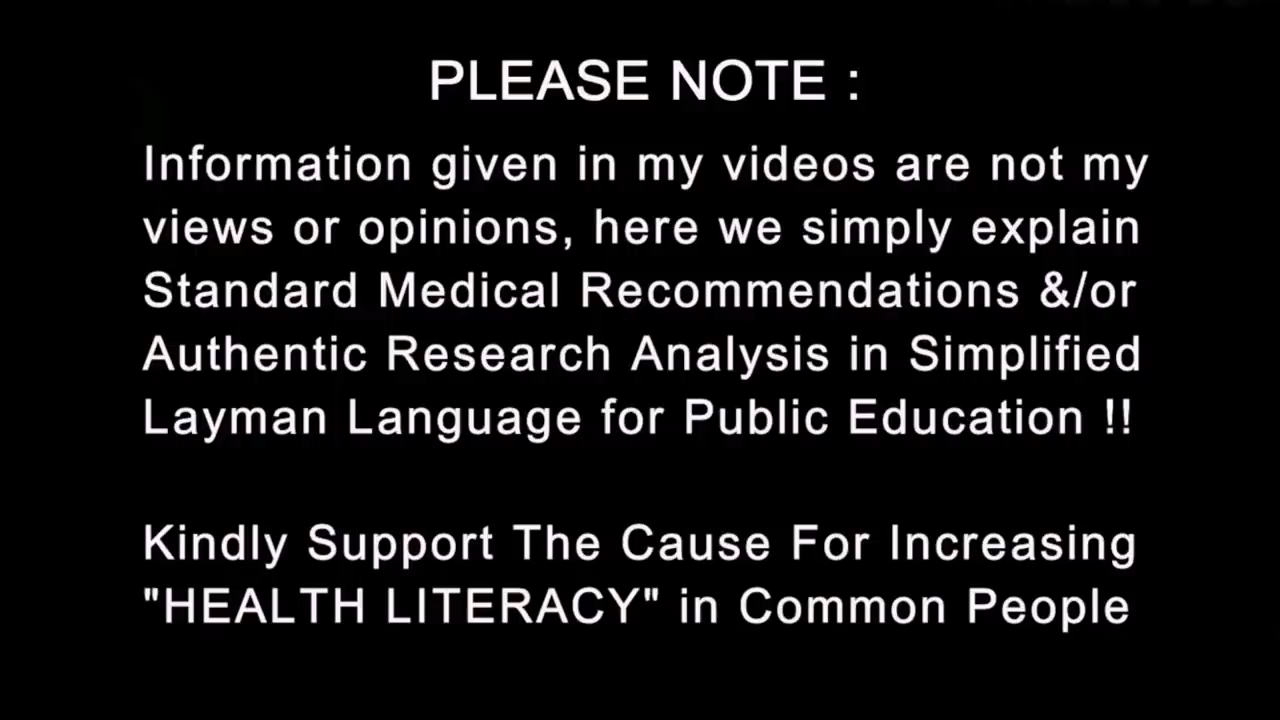 PLEASE NOTE :
Information given in my videos are not my
views or opinions, here we simply explain
Standard Medical Recommendations &/or
Authentic Research Analysis in Simplified
Layman Language for Public Education !!
Kindly Support The Cause For Increasing
"HEALTH LITERACY" in Common People